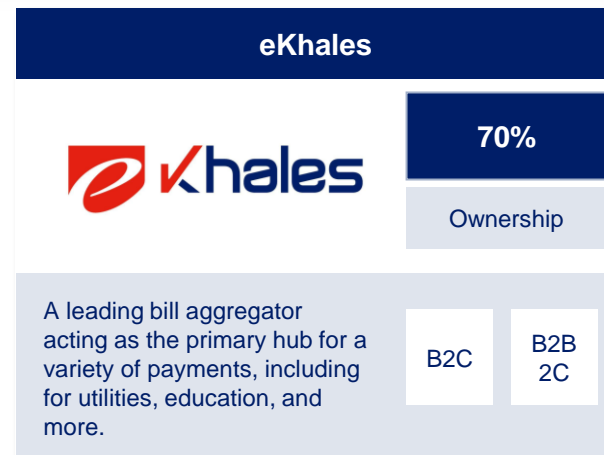 eKhales
e khales
70%
Ownership
A leading bill aggregator
acting as the primary hub for a
variety of payments, including
for utilities, education, and
more.
B2C
B2B
2C